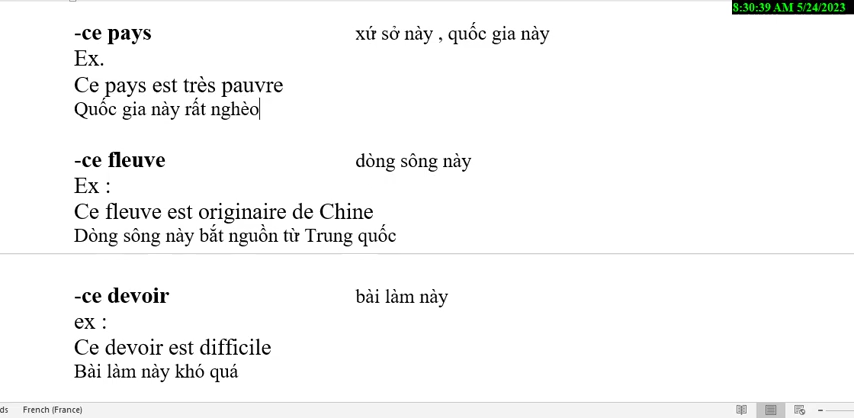 8:30:39 AM 5/24/2023
-ce pays xứ sở này , quốc gia này
Ex.
Ce pays est très pauvre
Quốc gia này rất nghèo
-ce fleuve dòng sông này
Ex :
Ce fleuve est originaire de Chine
Dòng sông này bắt nguồn từ Trung quốc
-ce devoir bài làm này
ex :
Ce devoir est difficile
Bài làm này khó quá
ds French (France)